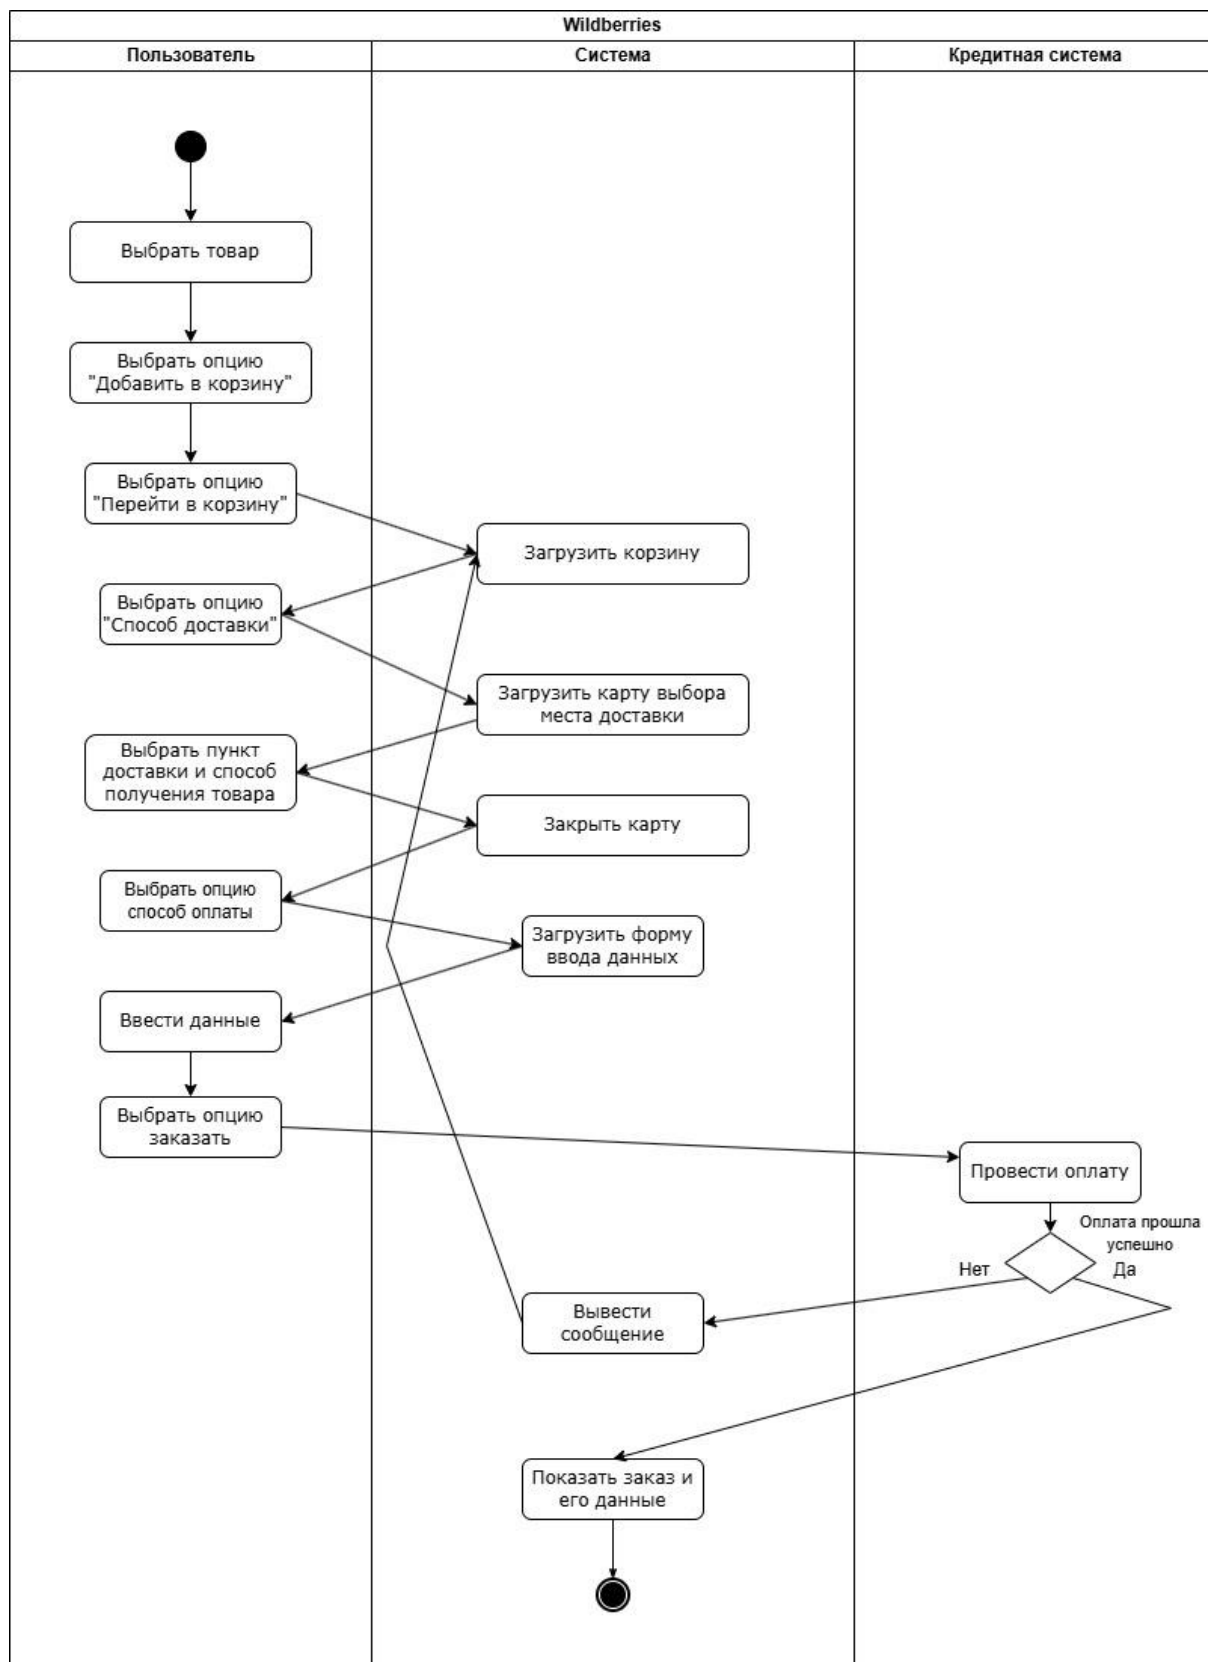 Wildberries
Пользователь
Система
Кредитная система
Выбрать товар
Выбрать опцию
"Добавить в корзину"
Выбрать опцию
"Перейти в корзину"
Загрузить корзину
Выбрать опцию
"Способ доставки"
Загрузить карту выбора
места доставки
Выбрать пункт
доставки и способ
получения товара
Закрыть карту
Выбрать опцию
способ оплаты
Загрузить форму
ввода данных
Ввести данные
Выбрать опцию
заказать
Провести оплату
Оплата прошла
успешно
Нет
Да
Вывести
сообщение
Показать заказ и
его данные